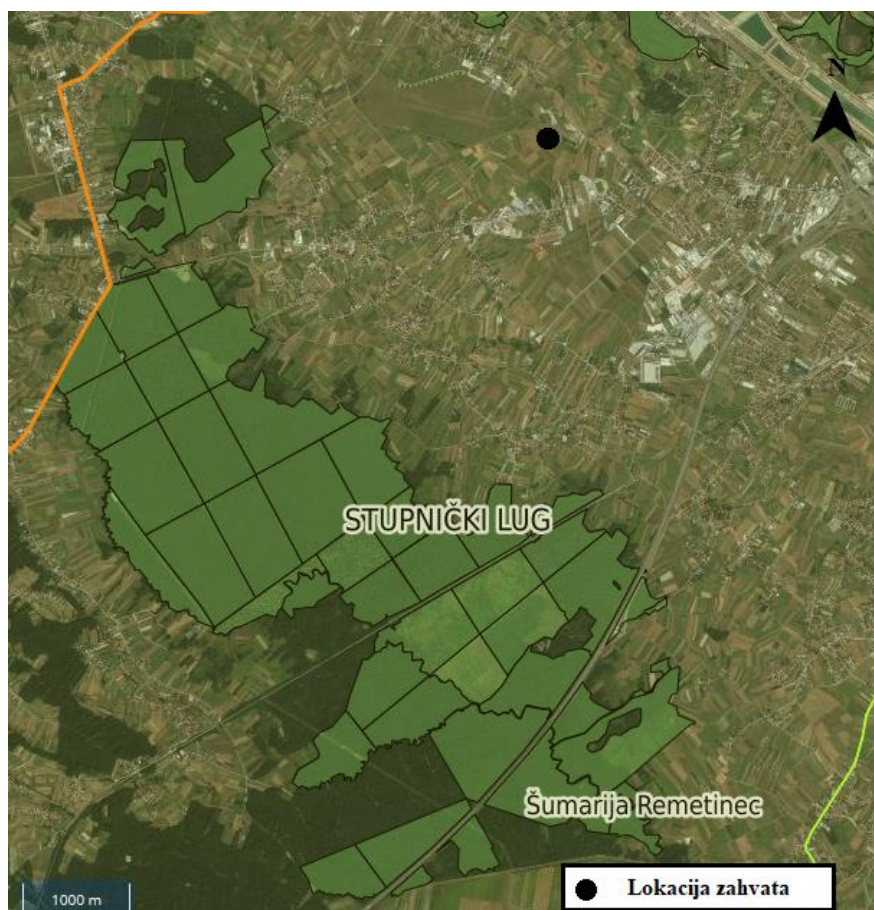 N
STUPNIČKI LUG
Šumarija Remetinec
1000 m
Lokacija zahvata